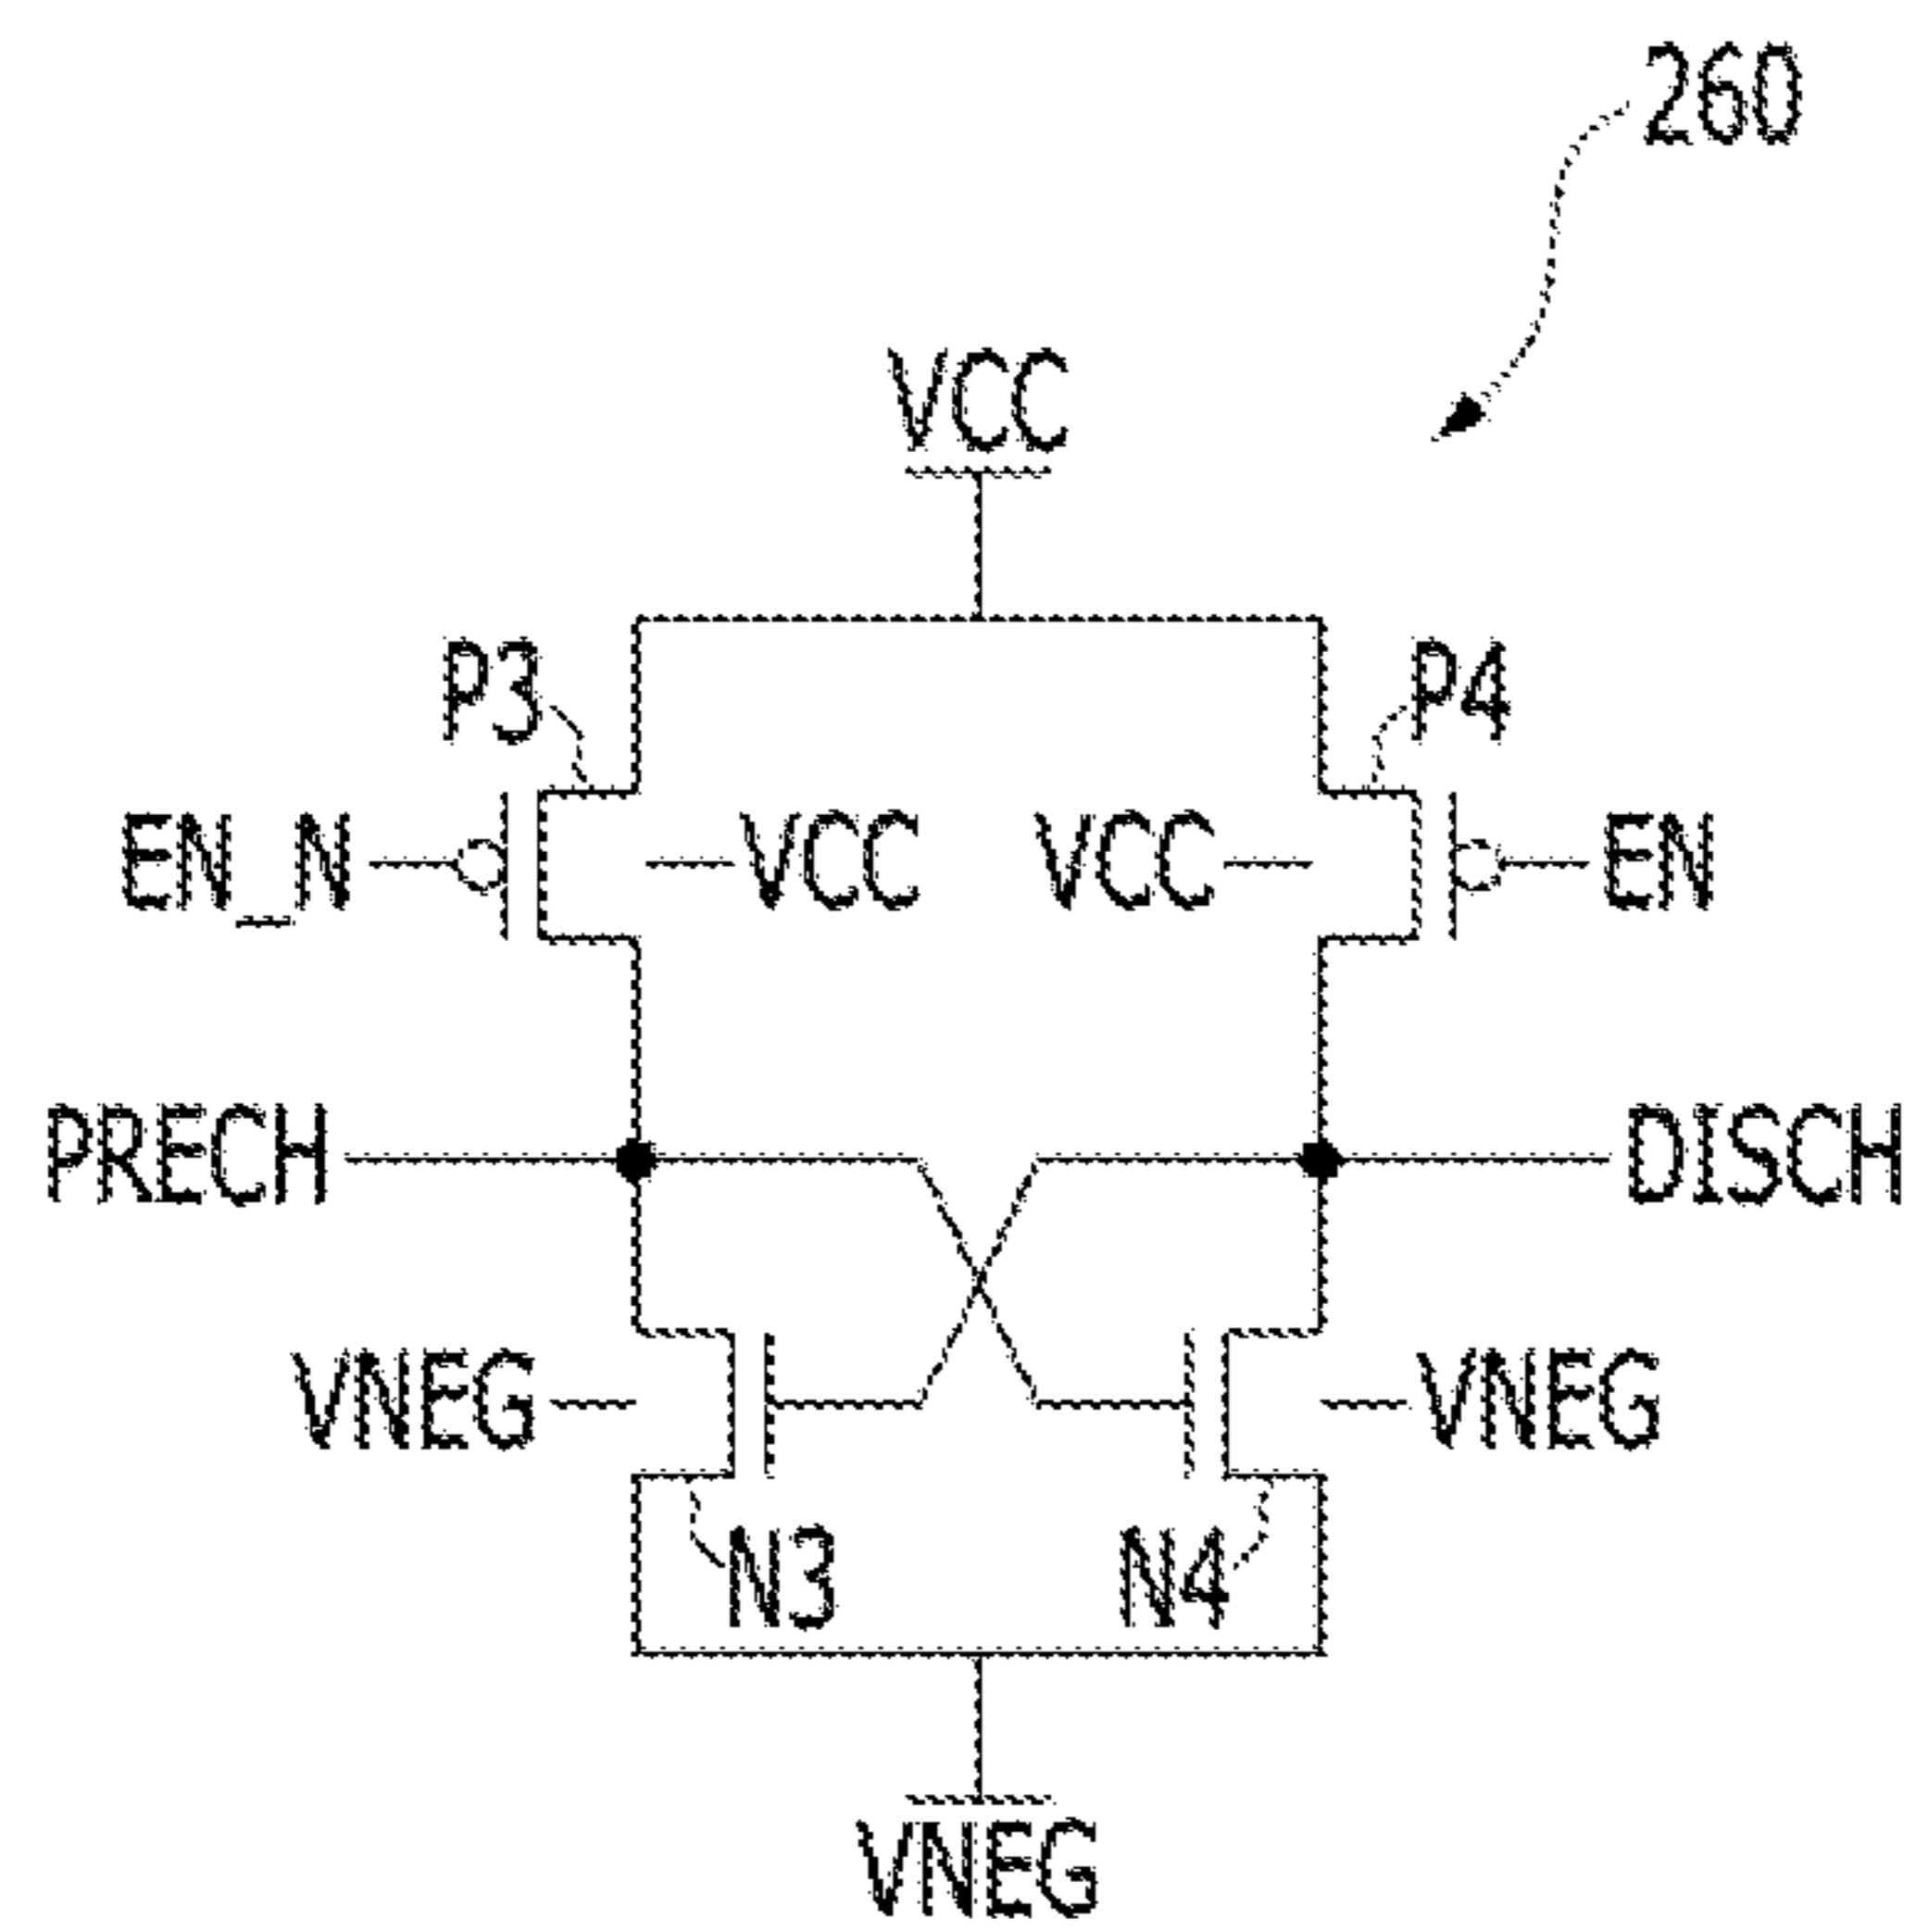 260
VCC
P3
P4
EN_N
VCC
VCC
EN
PRECH
DISCH
VNEG
VNEG
N3
N4
VNEG